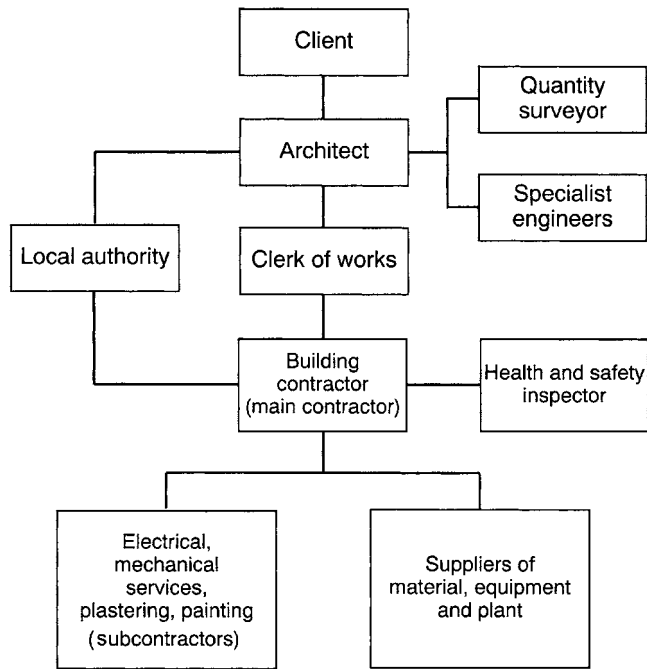 Client
Quantity
surveyor
Architect
Specialist
engineers
Local authority
Clerk of works
Building
contractor
(main contractor)
Health and safety
inspector
Electrical,
mechanical
services,
plastering, painting
(subcontractors)
Suppliers of
material, equipment
and plant